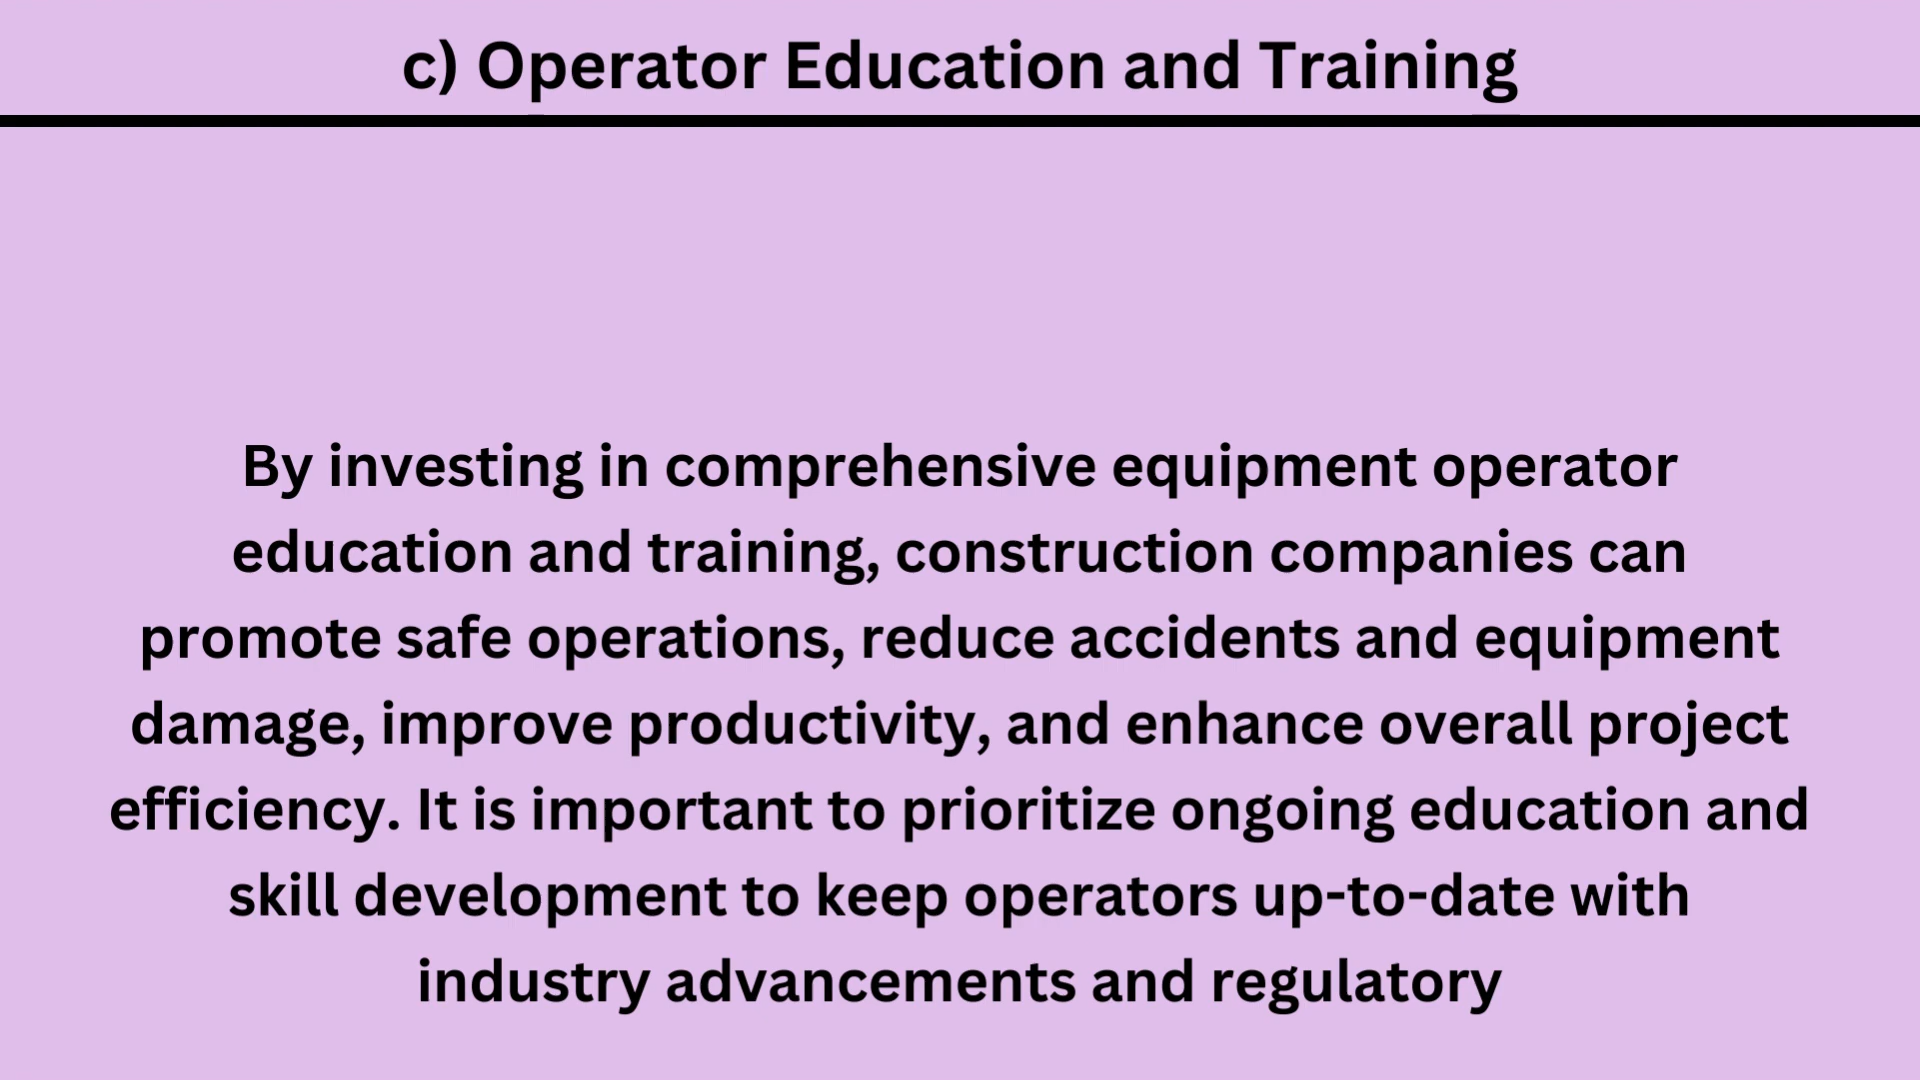 c) Operator Education and Training
By investing in comprehensive equipment operator
education and training, construction companies can
promote safe operations, reduce accidents and equipment
damage, improve productivity, and enhance overall project
efficiency. It is important to prioritize ongoing education and
skill development to keep operators up-to-date with
industry advancements and regulatory